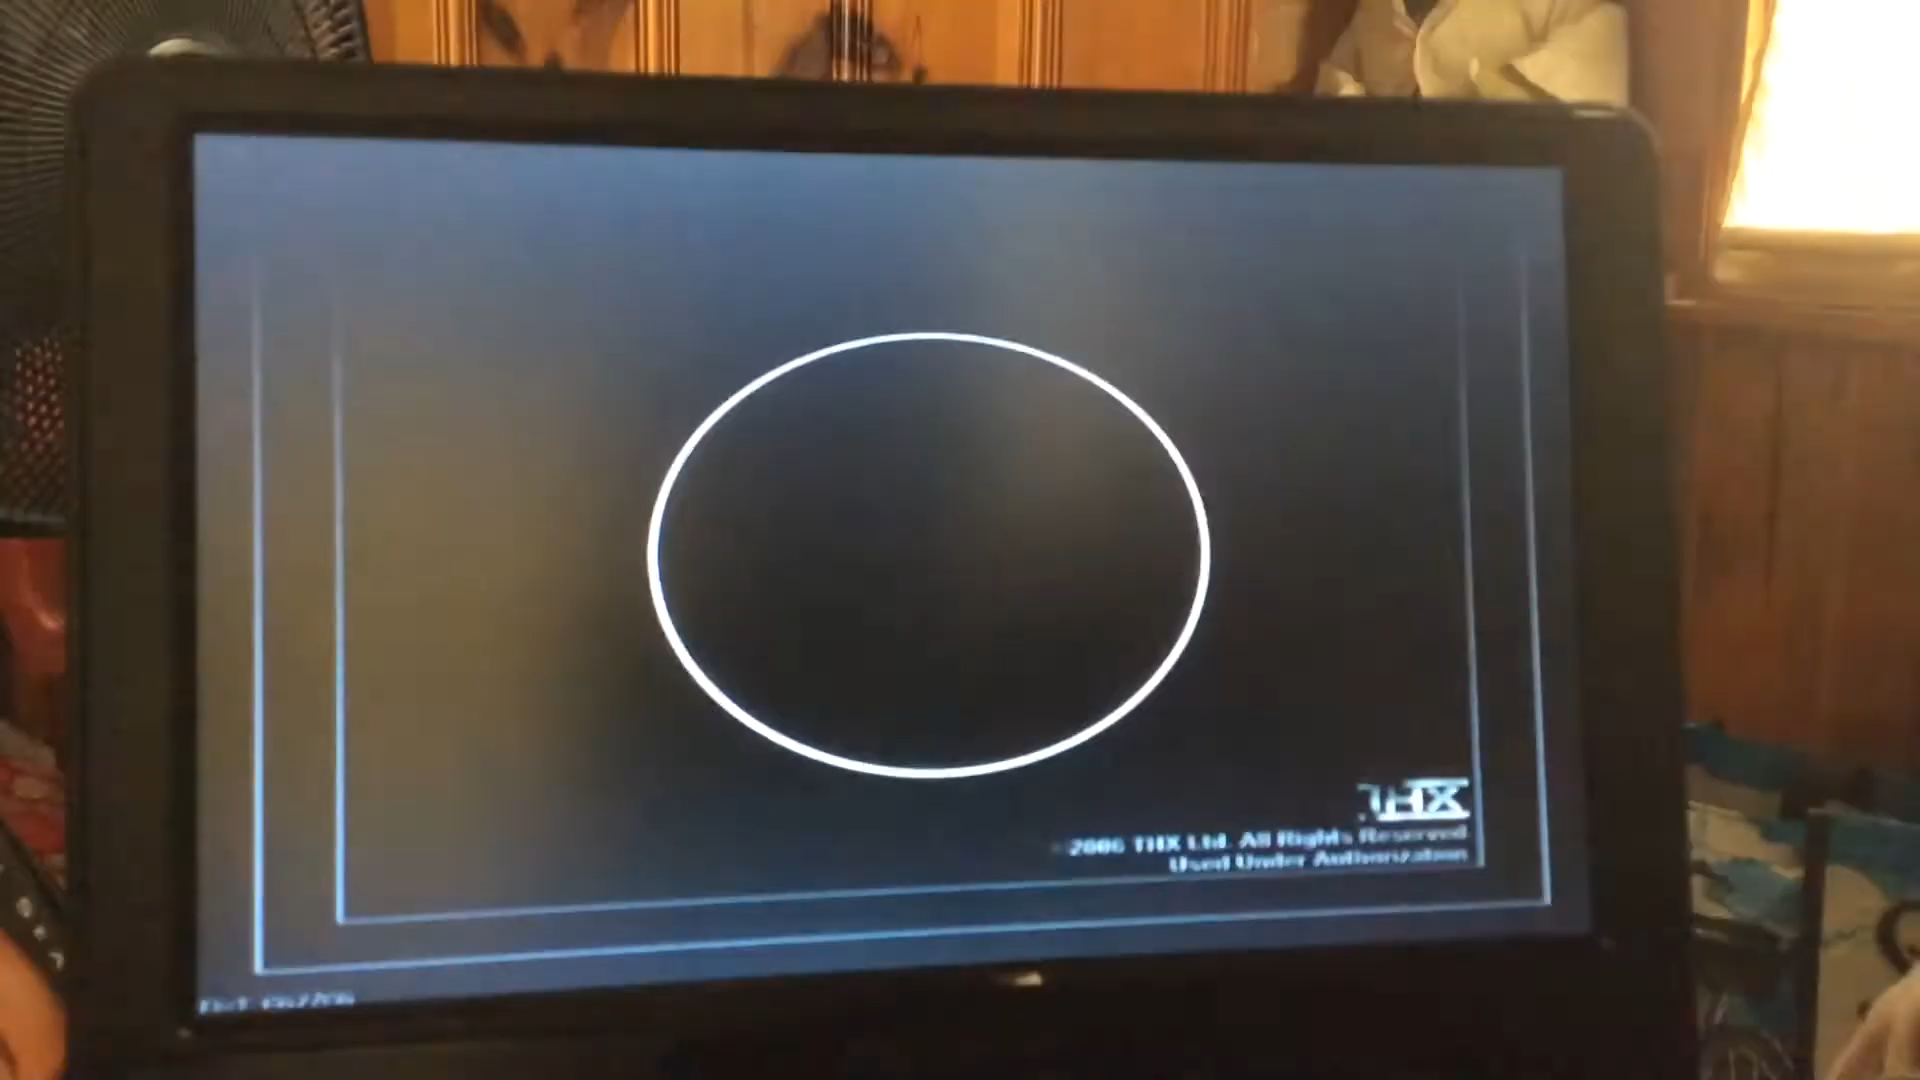 THX
2006 THX Ltd. All Rights Reserved
Used Under Authorization